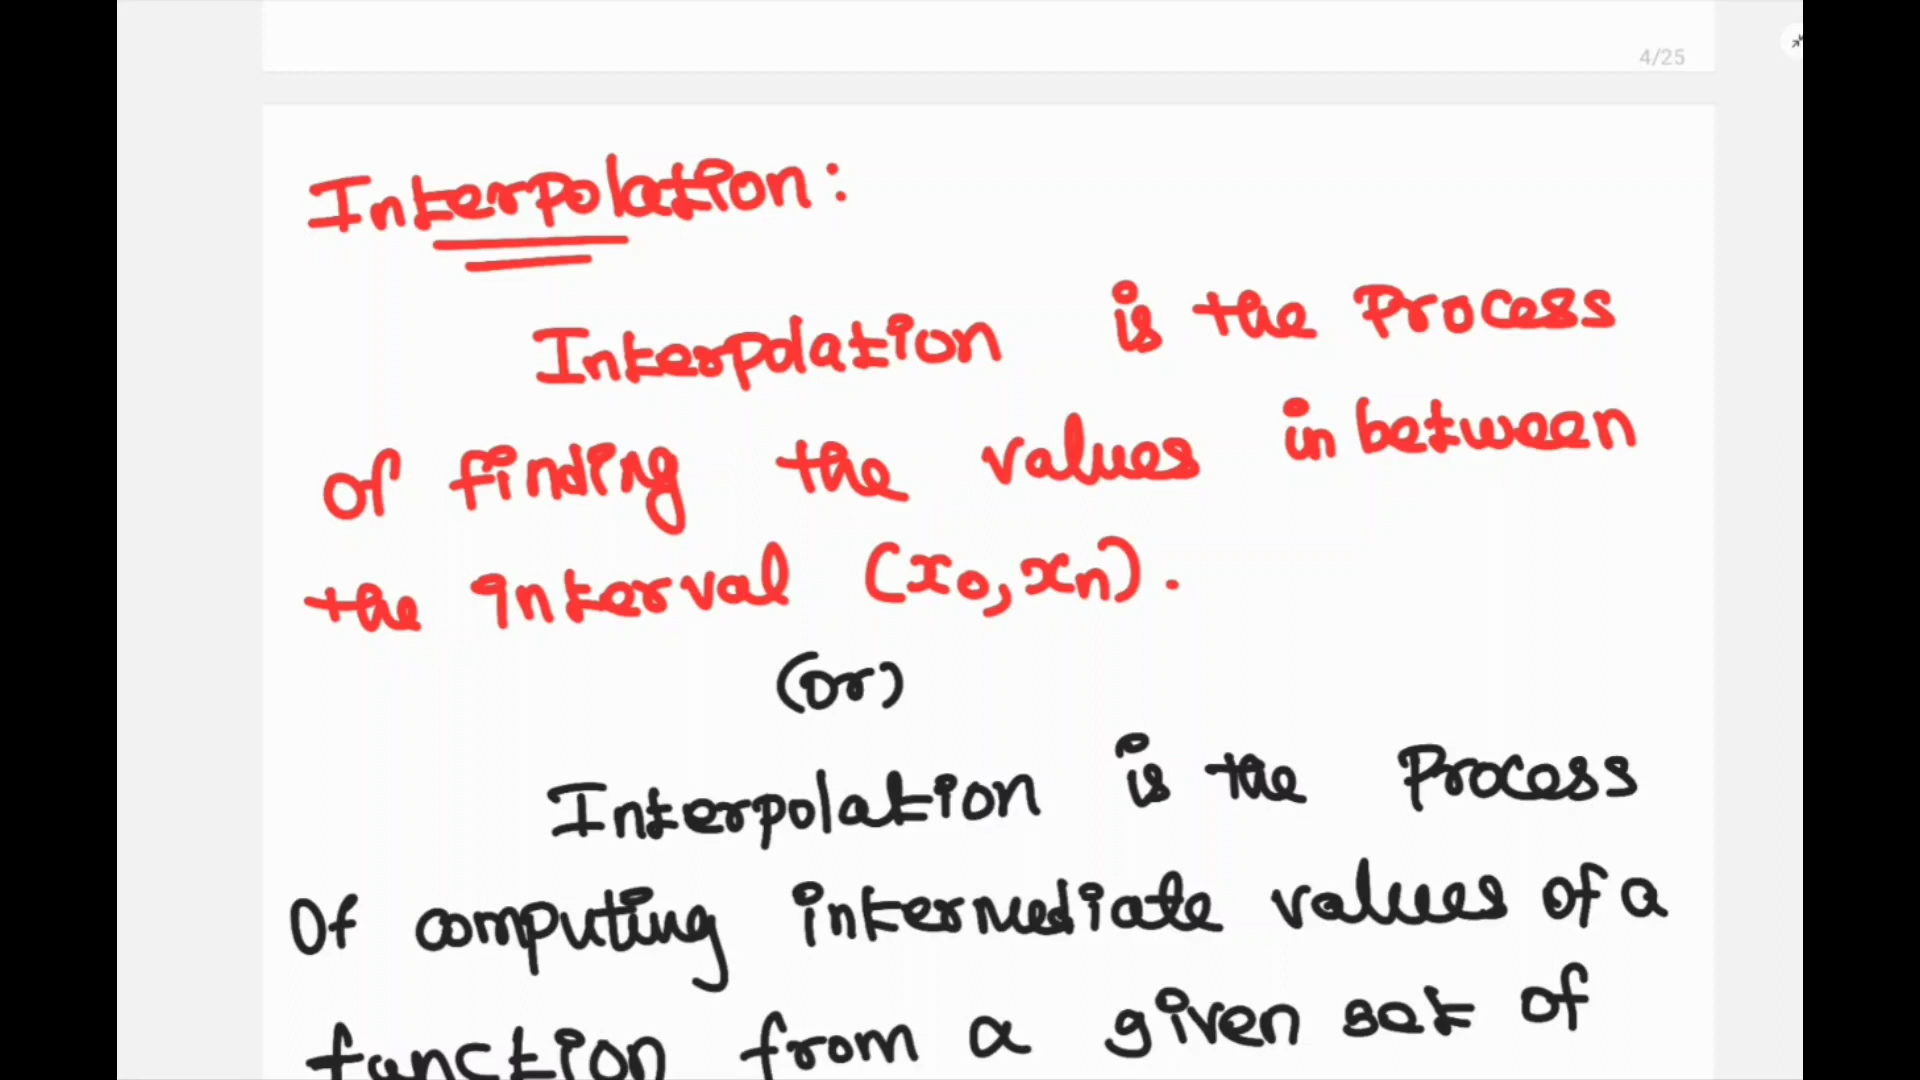 4/25
Interpolation:
Interpolation is the Process
of finding the values in between
the interval (x₀, xₙ).
(or)
Interpolation is the Process
Of computing intermediate values of a
function from a given set of